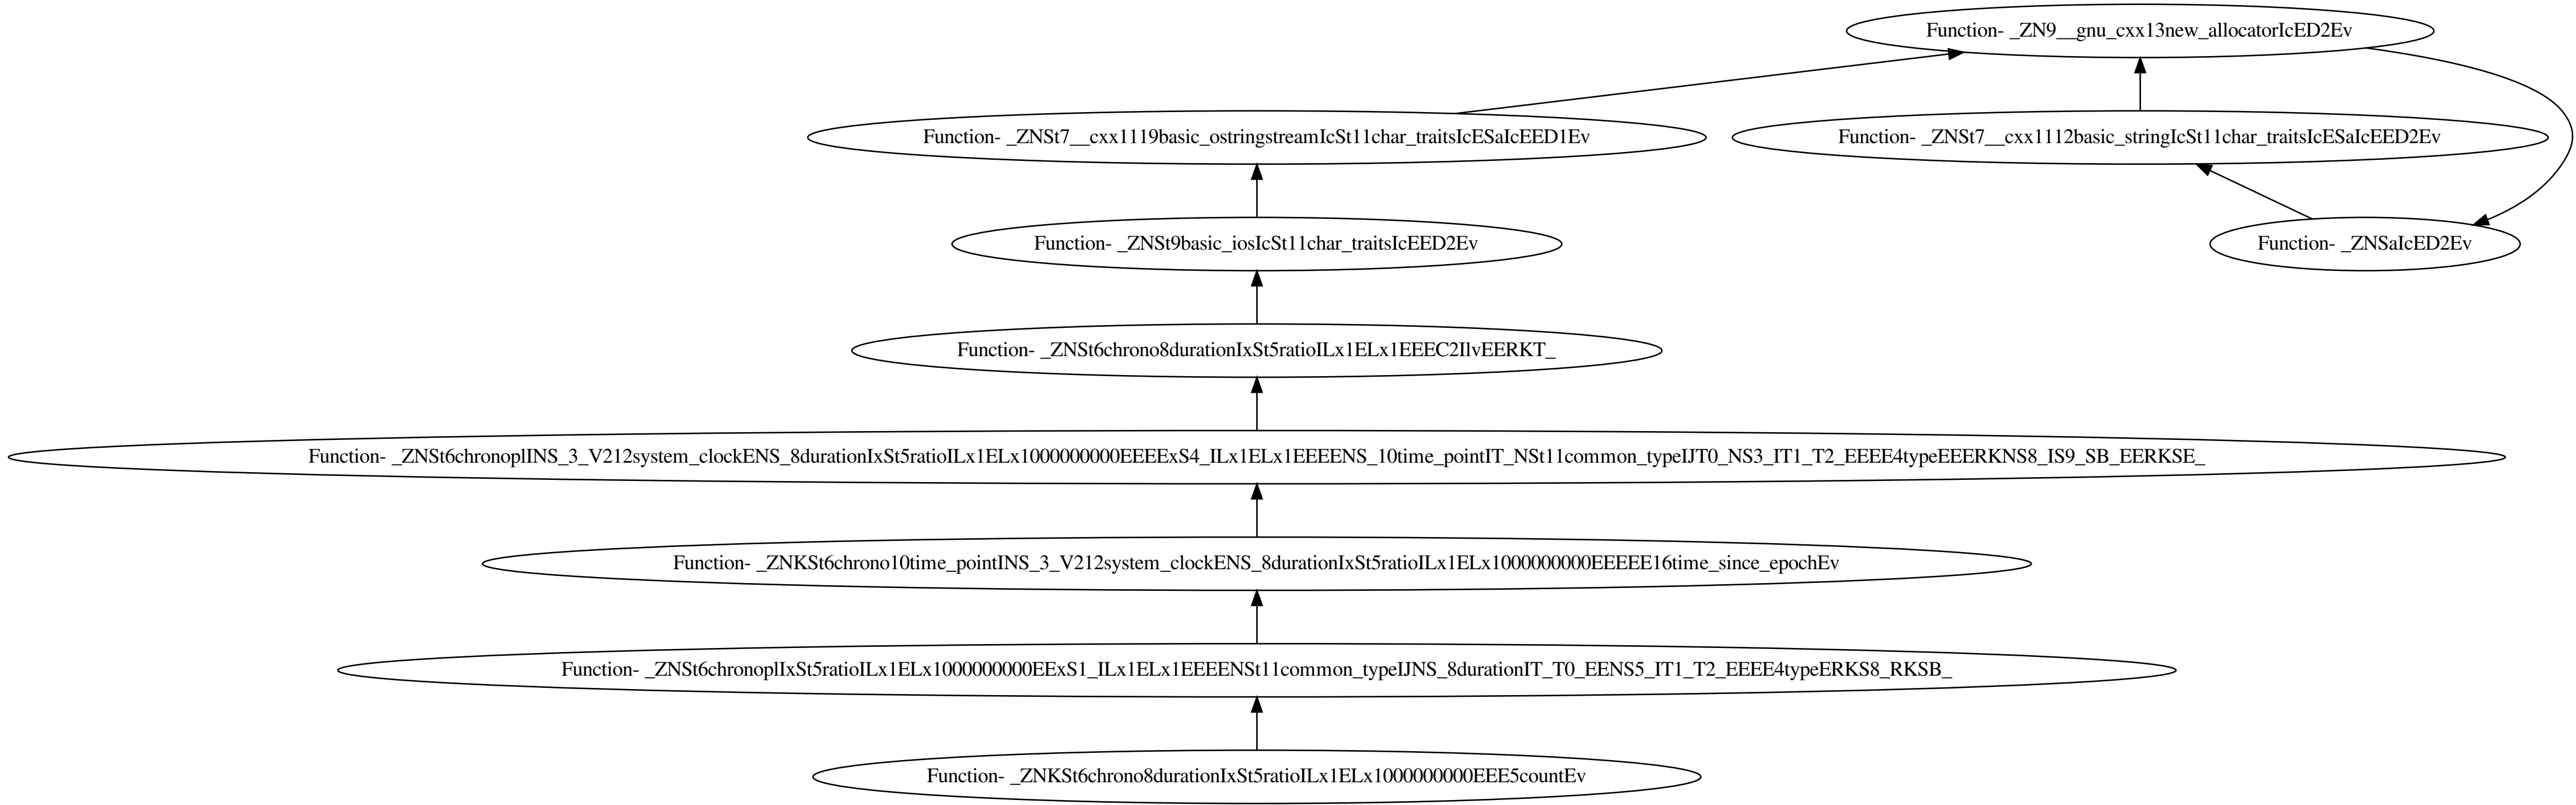 Function- _ZN9__gnu_cxx13new_allocatorIcED2Ev
Function- _ZNSt7__cxx1119basic_ostringstreamIcSt11char_traitsIcESaIcEED1Ev
Function- _ZNSt7__cxx1112basic_stringIcSt11char_traitsIcESaIcEED2Ev
Function- _ZNSt9basic_iosIcSt11char_traitsIcEED2Ev
Function- _ZNSaIcED2Ev
Function- _ZNSt6chrono8durationIxSt5ratioILx1ELx1EEEC2IlvEERKT_
Function- _ZNSt6chronoplINS_3_V212system_clockENS_8durationIxSt5ratioILx1ELx1000000000EEEExS4_ILx1ELx1EEEENS_10time_pointIT_NSt11common_typeIJT0_NS3_IT1_T2_EEEE4typeEEERKNS8_IS9_SB_EERKSE_
Function- _ZNKSt6chrono10time_pointINS_3_V212system_clockENS_8durationIxSt5ratioILx1ELx1000000000EEEEE16time_since_epochEv
Function- _ZNSt6chronoplIxSt5ratioILx1ELx1000000000EExS1_ILx1ELx1EEEENSt11common_typeIJNS_8durationIT_T0_EENS5_IT1_T2_EEEE4typeERKS8_RKSB_
Function- _ZNKSt6chrono8durationIxSt5ratioILx1ELx1000000000EEE5countEv